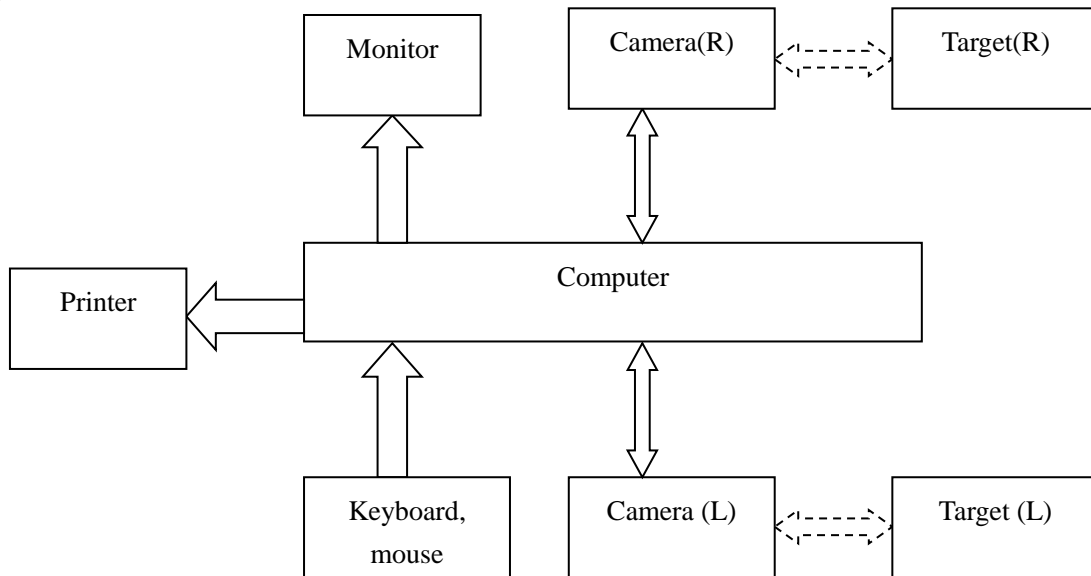 Monitor
Camera(R)
Target(R)
Computer
Printer
Keyboard,
mouse
Camera (L)
Target (L)